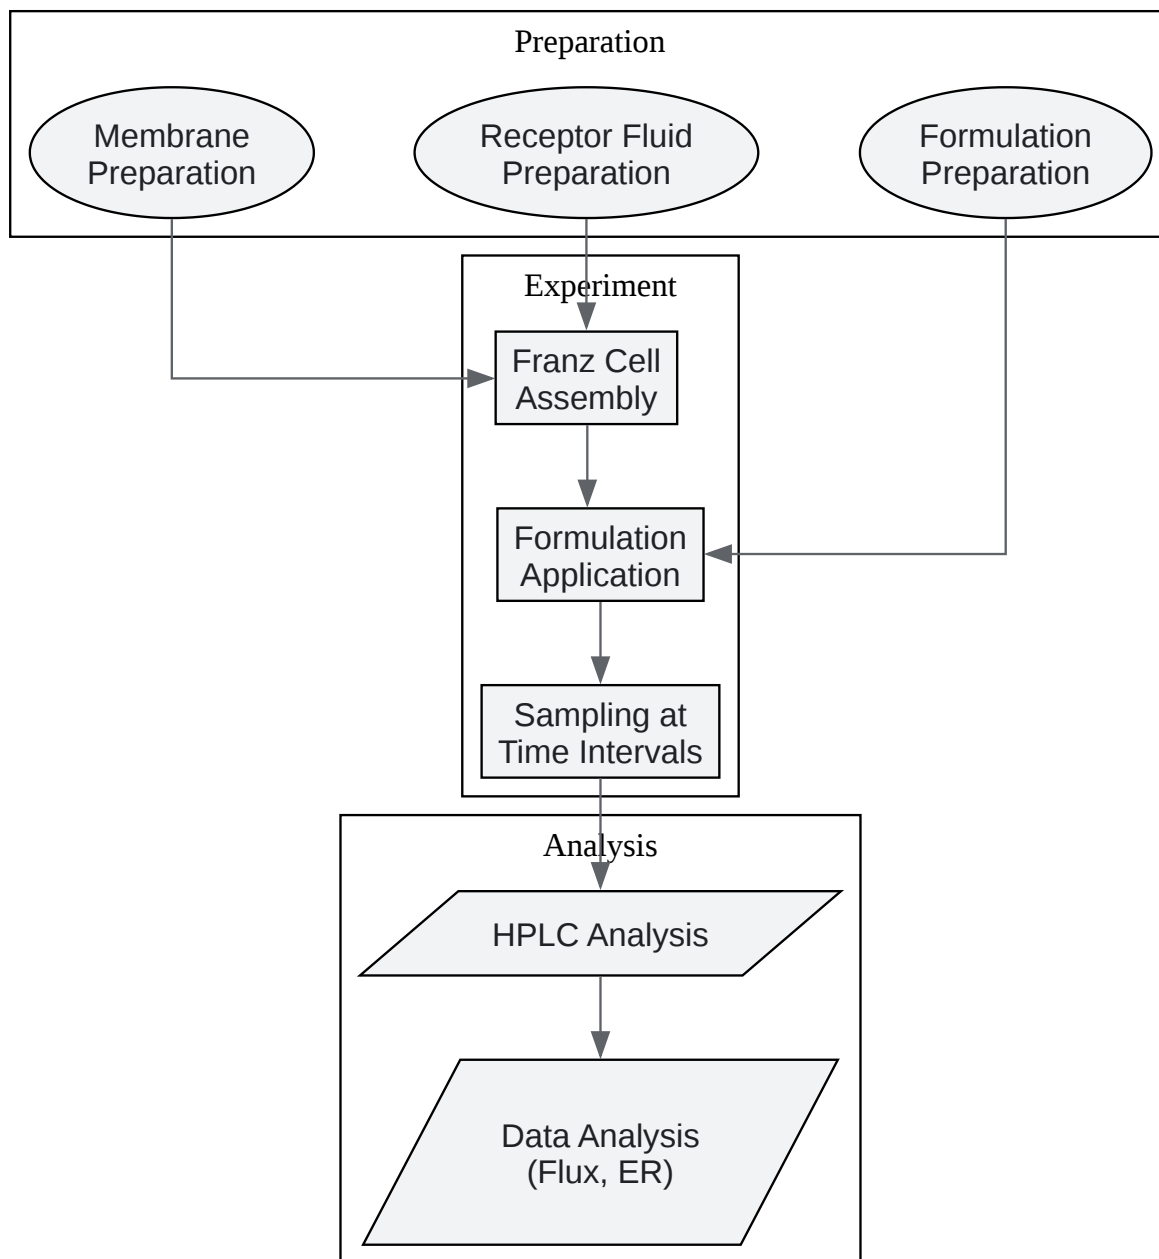 Preparation
Membrane
Preparation
Receptor Fluid
Preparation
Formulation
Preparation
Experiment
Franz Cell
Assembly
Formulation
Application
Sampling at
Time Intervals
Analysis
HPLC Analysis
Data Analysis
(Flux, ER)